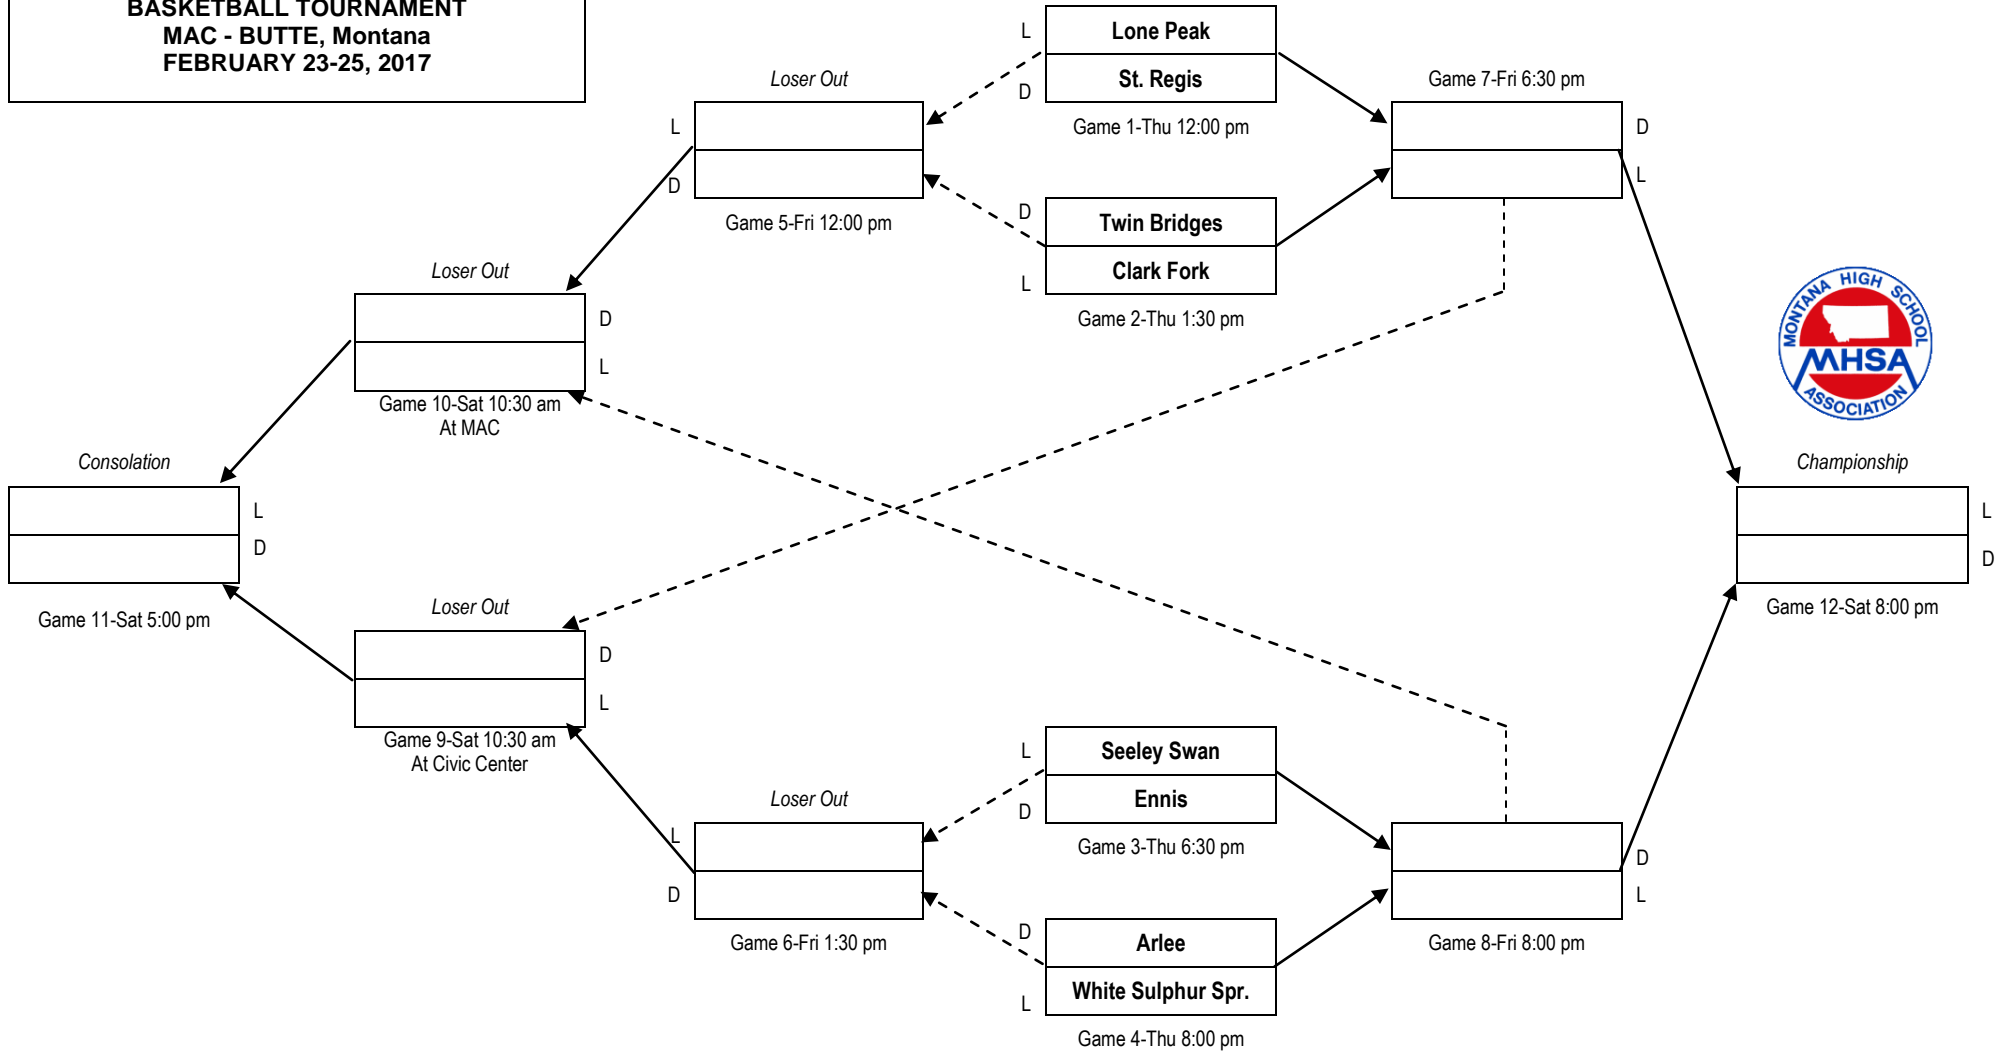 BASKETBALL TOURNAMENT
MAC - BUTTE, Montana
FEBRUARY 23-25, 2017
L
Lone Peak
D
St. Regis
Game 1-Thu 12:00 pm
Loser Out
L
D
Game 5-Fri 12:00 pm
D
Twin Bridges
L
Clark Fork
Game 2-Thu 1:30 pm
Game 7-Fri 6:30 pm
D
L
Loser Out
D
L
Game 10-Sat 10:30 am
At MAC
MONTANA HIGH SCHOOL
MHSA
ASSOCIATION
Consolation
L
D
Game 11-Sat 5:00 pm
Championship
L
D
Game 12-Sat 8:00 pm
Loser Out
D
L
Game 9-Sat 10:30 am
At Civic Center
L
Seeley Swan
D
Ennis
Game 3-Thu 6:30 pm
Loser Out
L
D
Game 6-Fri 1:30 pm
D
Arlee
L
White Sulphur Spr.
Game 4-Thu 8:00 pm
D
L
Game 8-Fri 8:00 pm